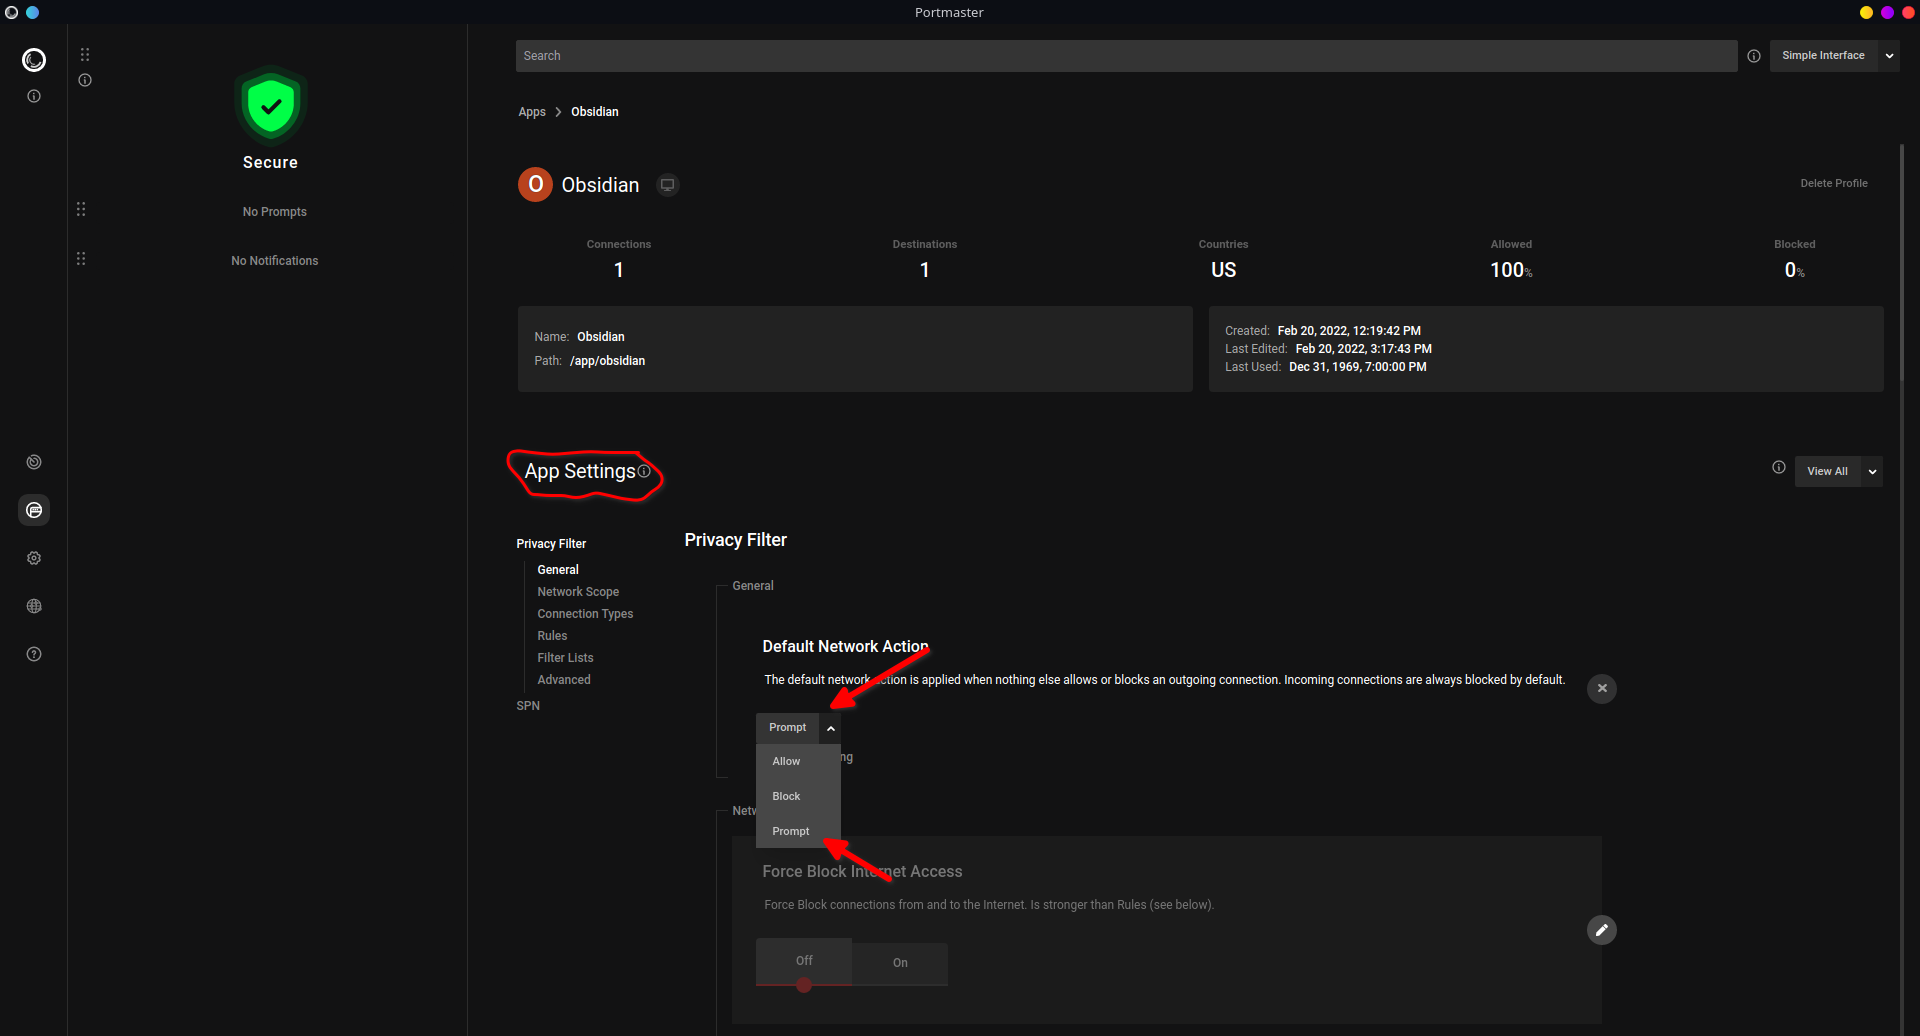 Portmaster
Search
Simple Interface
Apps
Obsidian
Secure
O
Obsidian
Delete Profile
No Prompts
Connections
Destinations
Countries
Allowed
Blocked
1
1
US
100%
0%
No Notifications
Name: Obsidian
Path: /app/obsidian
Created: Feb 20, 2022, 12:19:42 PM
Last Edited: Feb 20, 2022, 3:17:43 PM
Last Used: Dec 31, 1969, 7:00:00 PM
App Settings
View All
Privacy Filter
General
Network Scope
Connection Types
Rules
Filter Lists
Advanced
SPN
Privacy Filter
General
Default Network Action
The default network action is applied when nothing else allows or blocks an outgoing connection. Incoming connections are always blocked by default.
Prompt
Allow
Block
Prompt
Force Block Internet Access
Force Block connections from and to the Internet. Is stronger than Rules (see below).
Off
On